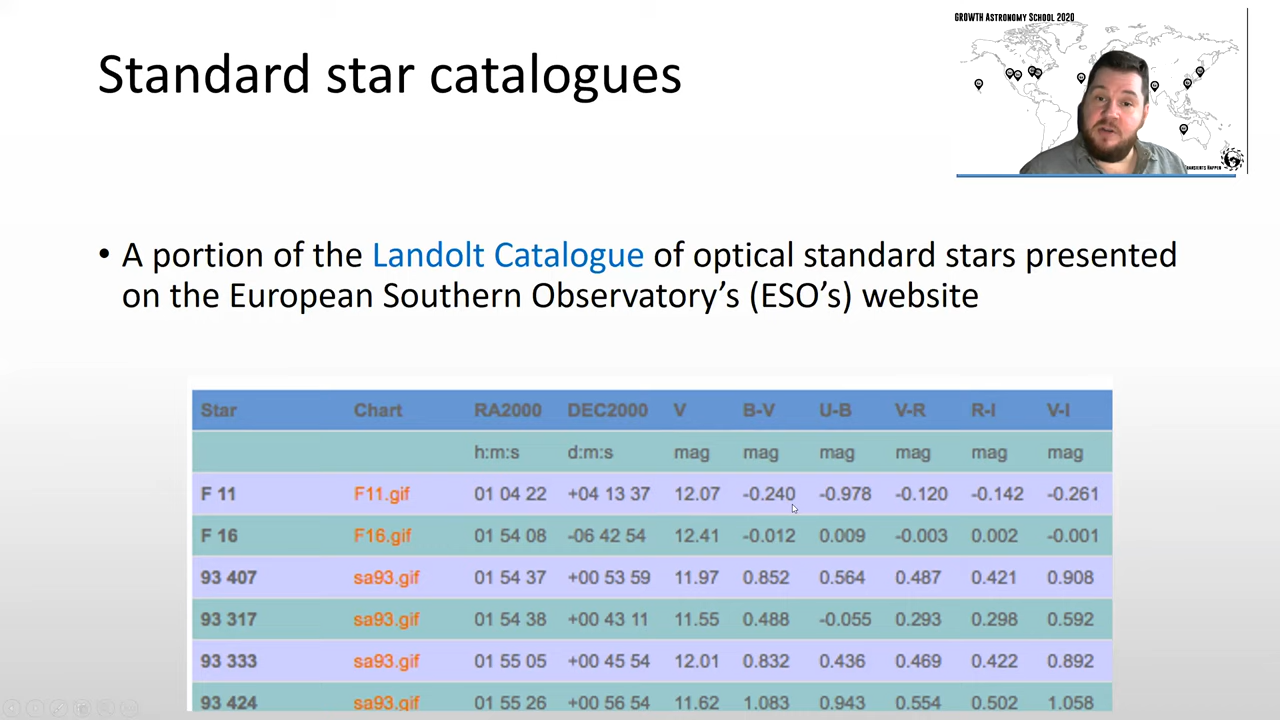 GROWTH ASTRONOMY SCHOOL 2020
Standard star catalogues
TRANSIENTS HAPPEN
• A portion of the Landolt Catalogue of optical standard stars presented
on the European Southern Observatory’s (ESO’s) website
Star Chart RA2000 DEC2000 V B-V U-B V-R R-I V-I
h:m:s d:m:s mag mag mag mag mag mag
F 11 F11.gif 01 04 22 +04 13 37 12.07 -0.240 -0.978 -0.120 -0.142 -0.261
F 16 F16.gif 01 54 08 -06 42 54 12.41 -0.012 0.009 -0.003 0.002 -0.001
93 407 sa93.gif 01 54 37 +00 53 59 11.97 0.852 0.564 0.487 0.421 0.908
93 317 sa93.gif 01 54 38 +00 43 11 11.55 0.488 -0.055 0.293 0.298 0.592
93 333 sa93.gif 01 55 05 +00 45 54 12.01 0.832 0.436 0.469 0.422 0.892
93 424 sa93.gif 01 55 26 +00 56 54 11.62 1.083 0.943 0.554 0.502 1.058